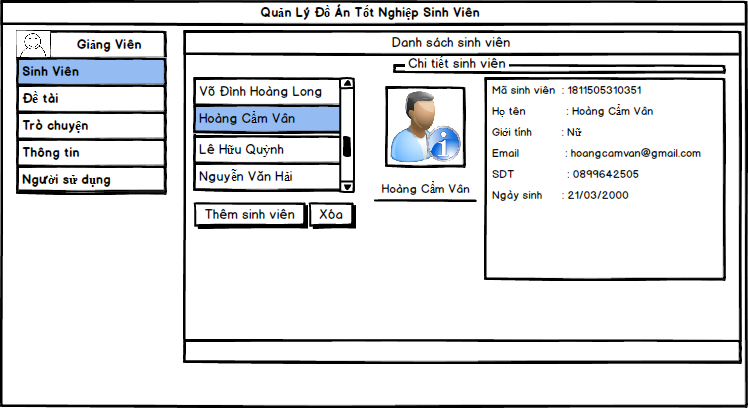 Quản Lý Đồ Án Tốt Nghiệp Sinh Viên
Giảng Viên
Sinh Viên
Đề tài
Trò chuyện
Thông tin
Người sử dụng
Danh sách sinh viên
Võ Đình Hoàng Long
Hoàng Cẩm Vân
Lê Hữu Quỳnh
Nguyễn Văn Hải
Thêm sinh viên
Xóa
Chi tiết sinh viên
Hoàng Cẩm Vân
Mã sinh viên : 1811505310351
Họ tên : Hoàng Cẩm Vân
Giới tính : Nữ
Email : hoangcamvan@gmail.com
SDT : 0899642505
Ngày sinh : 21/03/2000